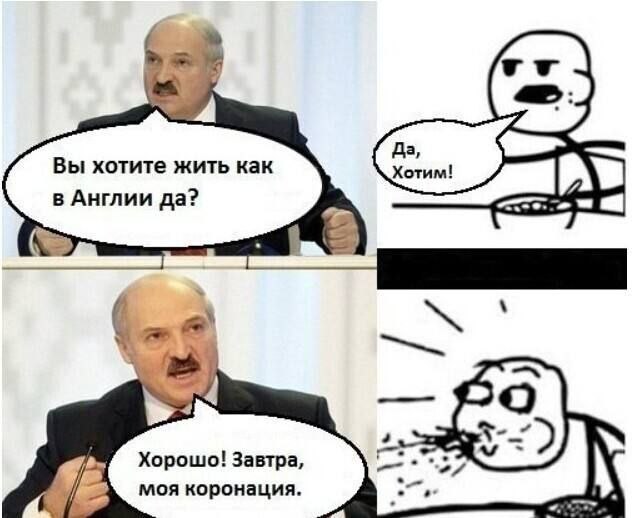 Вы хотите жить как
в Англии да?
Да,
Хотим!
Хорошо! Завтра,
моя коронация.